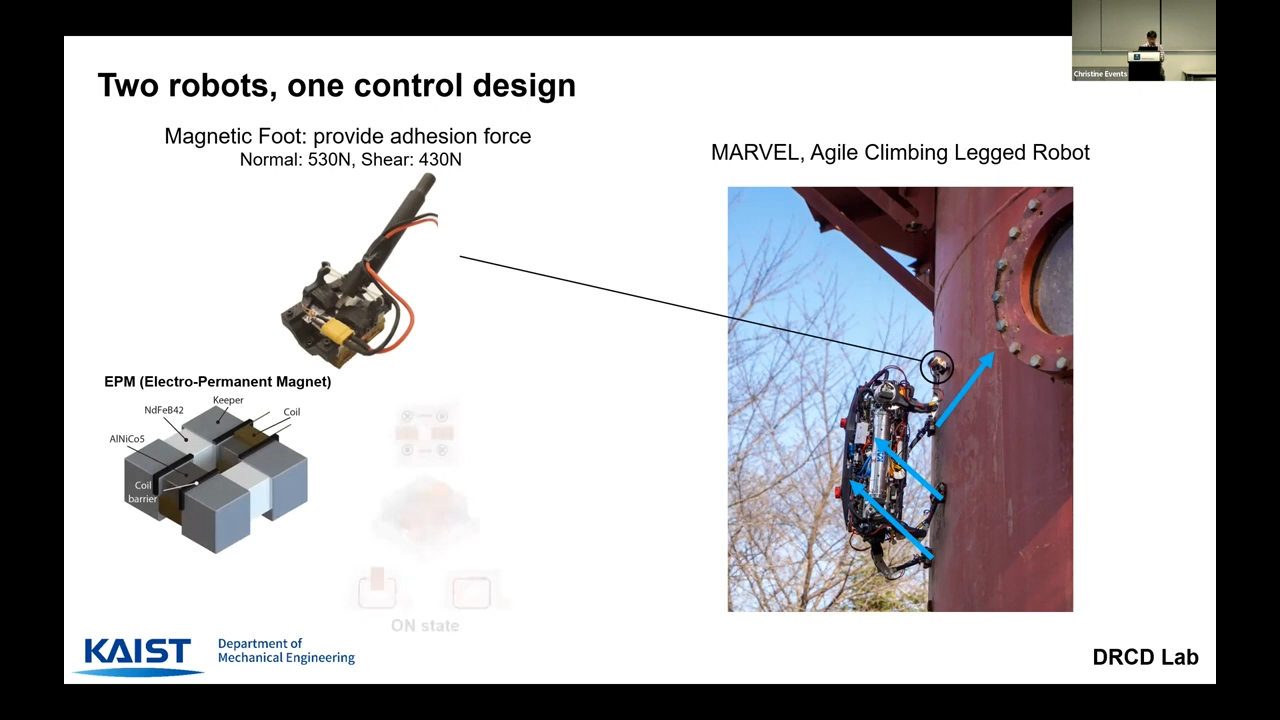 Christine Events
Two robots, one control design
Magnetic Foot: provide adhesion force
Normal: 530N, Shear: 430N
MARVEL, Agile Climbing Legged Robot
EPM (Electro-Permanent Magnet)
Keeper
NdFeB42
Coil
AlNiCo5
Coil
barrier
ON state
KAIST
Department of
Mechanical Engineering
DRCD Lab